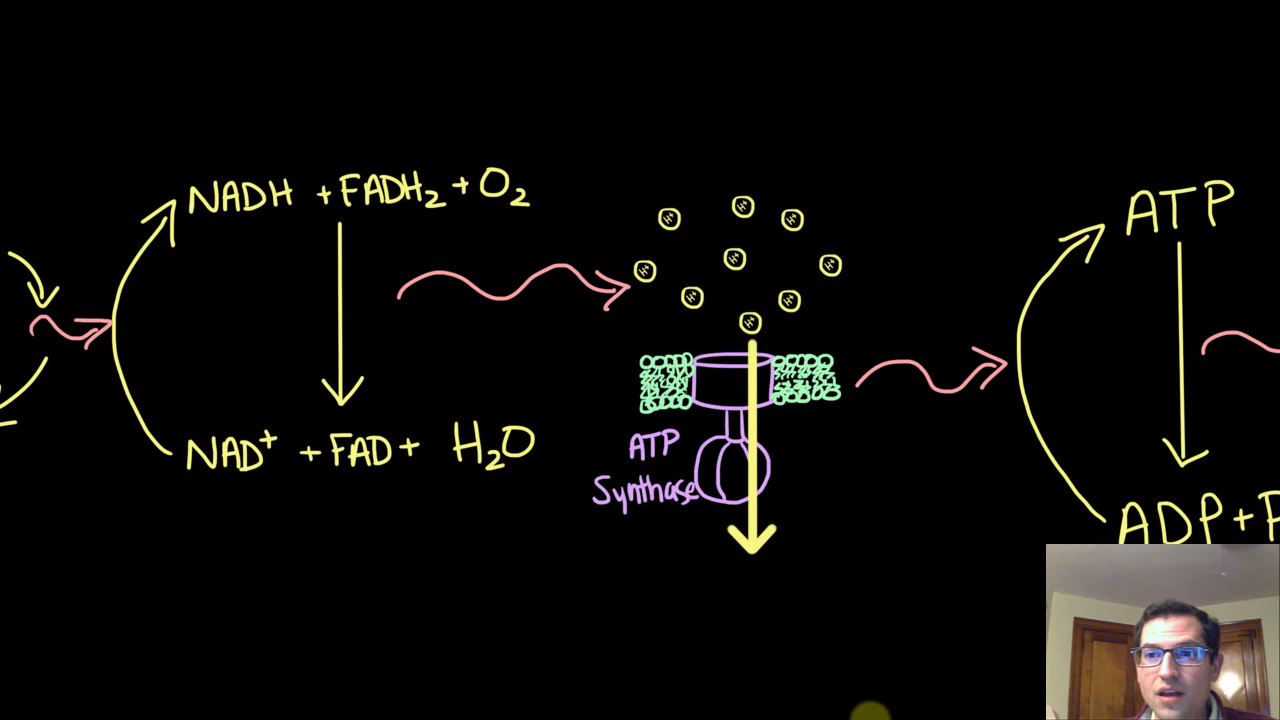 NADH + FADH₂ + O₂
NAD⁺ + FAD + H₂O
H⁺
H⁺
H⁺
H⁺
H⁺
H⁺
H⁺
H⁺
H⁺
ATP
Synthase
ATP
ADP + P